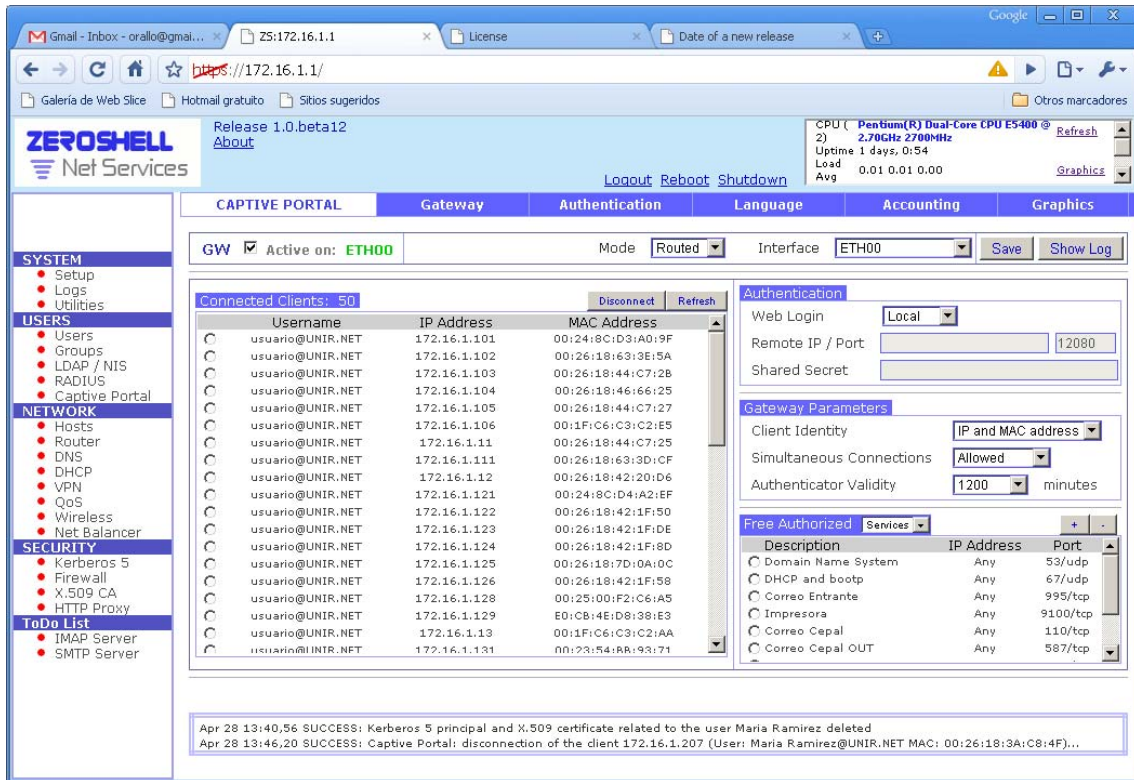 Google
Gmail - Inbox - orallo@gmai...
ZS:172.16.1.1
License
Date of a new release
https://172.16.1.1/
Galería de Web Slice
Hotmail gratuito
Sitios sugeridos
Otros marcadores
ZEROSHELL
Net Services
Release 1.0.beta12
About
Logout Reboot Shutdown
CPU ( Pentium(R) Dual-Core CPU E5400 @
2) 2.70GHz 2700MHz
Uptime 1 days, 0:54
Load
Avg 0.01 0.01 0.00
Refresh
Graphics
CAPTIVE PORTAL Gateway Authentication Language Accounting Graphics
GW Active on: ETH00 Mode Routed Interface ETH00 Save Show Log
SYSTEM
Setup
Logs
Utilities
USERS
Users
Groups
LDAP / NIS
RADIUS
Captive Portal
NETWORK
Hosts
Router
DNS
DHCP
VPN
QoS
Wireless
Net Balancer
SECURITY
Kerberos 5
Firewall
X.509 CA
HTTP Proxy
ToDo List
IMAP Server
SMTP Server
Connected Clients: 50 Disconnect Refresh
Username IP Address MAC Address
usuario@UNIR.NET 172.16.1.101 00:24:8C:D3:A0:9F
usuario@UNIR.NET 172.16.1.102 00:26:18:63:3E:5A
usuario@UNIR.NET 172.16.1.103 00:26:18:44:C7:2B
usuario@UNIR.NET 172.16.1.104 00:26:18:46:66:25
usuario@UNIR.NET 172.16.1.105 00:26:18:44:C7:27
usuario@UNIR.NET 172.16.1.106 00:1F:C6:C3:C2:E5
usuario@UNIR.NET 172.16.1.11 00:26:18:44:C7:25
usuario@UNIR.NET 172.16.1.111 00:26:18:63:3D:CF
usuario@UNIR.NET 172.16.1.12 00:26:18:42:20:D6
usuario@UNIR.NET 172.16.1.121 00:24:8C:D4:A2:EF
usuario@UNIR.NET 172.16.1.122 00:26:18:42:1F:50
usuario@UNIR.NET 172.16.1.123 00:26:18:42:1F:DE
usuario@UNIR.NET 172.16.1.124 00:26:18:42:1F:8D
usuario@UNIR.NET 172.16.1.125 00:26:18:7D:0A:0C
usuario@UNIR.NET 172.16.1.126 00:26:18:42:1F:58
usuario@UNIR.NET 172.16.1.128 00:25:00:F2:C6:A5
usuario@UNIR.NET 172.16.1.129 E0:CB:4E:D8:38:E3
usuario@UNIR.NET 172.16.1.13 00:1F:C6:C3:C2:AA
usuario@UNIR.NET 172.16.1.131 00:23:54:BB:93:71
Authentication
Web Login Local
Remote IP / Port 12080
Shared Secret
Gateway Parameters
Client Identity IP and MAC address
Simultaneous Connections Allowed
Authenticator Validity 1200 minutes
Free Authorized Services + -
Description IP Address Port
Domain Name System Any 53/udp
DHCP and bootp Any 67/udp
Correo Entrante Any 995/tcp
Impresora Any 9100/tcp
Correo Cepal Any 110/tcp
Correo Cepal OUT Any 587/tcp
Apr 28 13:40,56 SUCCESS: Kerberos 5 principal and X.509 certificate related to the user Maria Ramirez deleted
Apr 28 13:46,20 SUCCESS: Captive Portal: disconnection of the client 172.16.1.207 (User: Maria Ramirez@UNIR.NET MAC: 00:26:18:3A:C8:4F)...